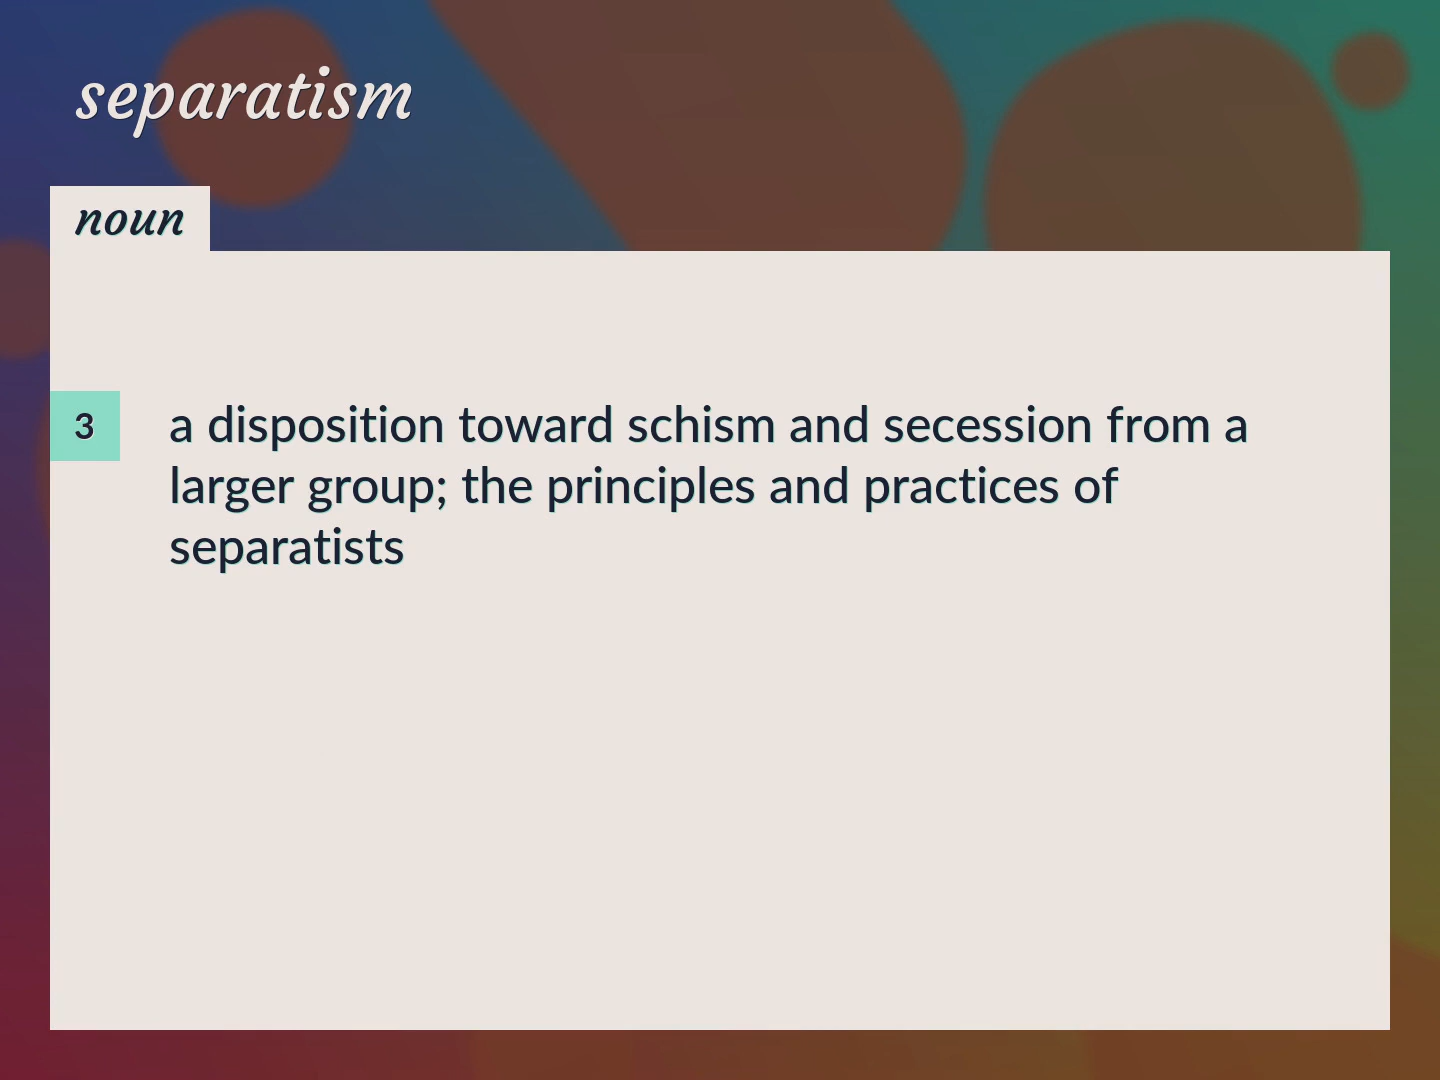 separatism
noun
3
a disposition toward schism and secession from a
larger group; the principles and practices of
separatists